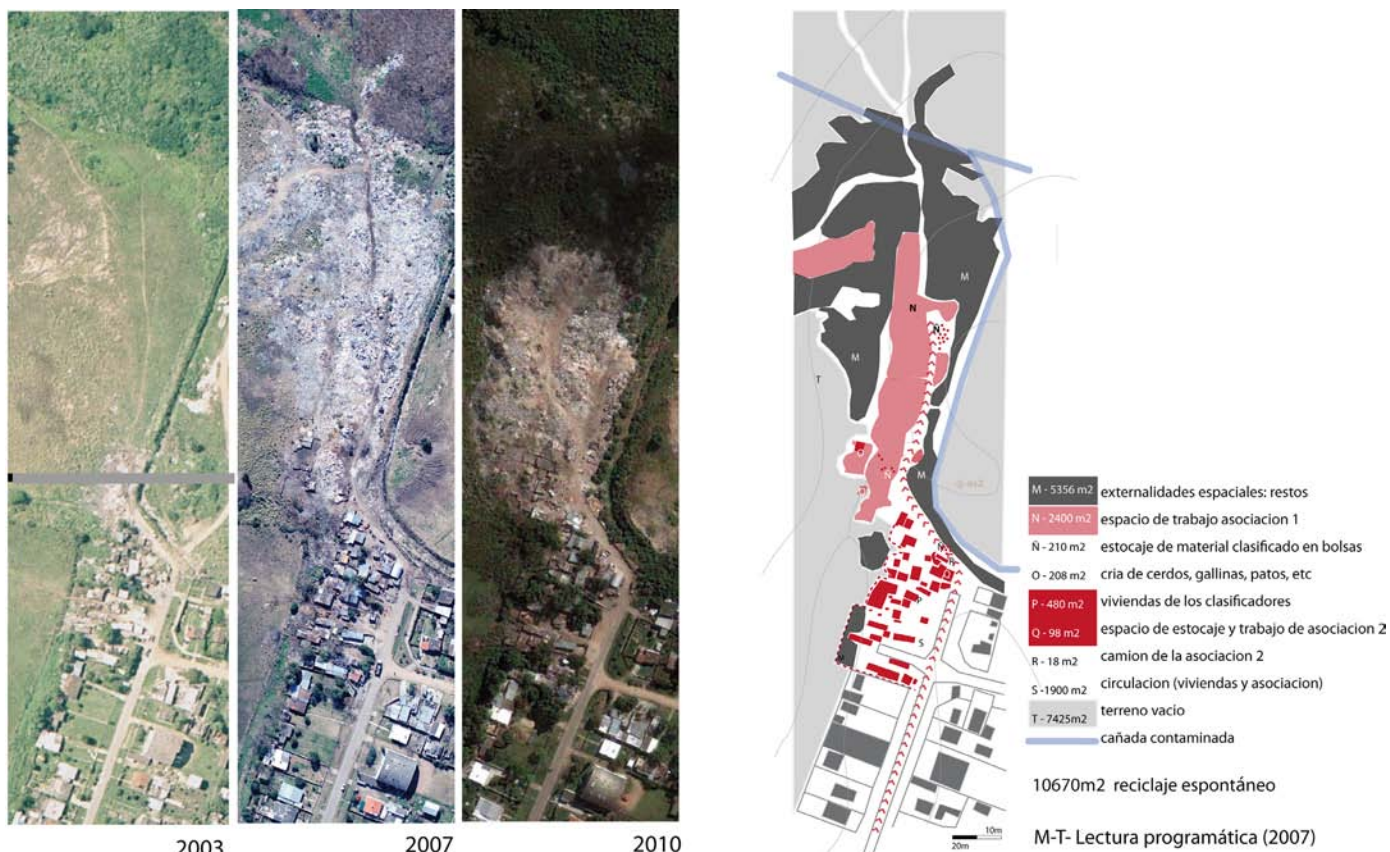 2003
2007
2010
N
M
Ñ
M
T
O
Ñ
M
P
S
10m
20m
M - 5356 m2 externalidades espaciales: restos
N - 2400 m2 espacio de trabajo asociacion 1
Ñ - 210 m2 estocaje de material clasificado en bolsas
O - 208 m2 cria de cerdos, gallinas, patos, etc
P - 480 m2 viviendas de los clasificadores
Q - 98 m2 espacio de estocaje y trabajo de asociacion 2
R - 18 m2 camion de la asociacion 2
S -1900 m2 circulacion (viviendas y asociacion)
T - 7425m2 terreno vacio
cañada contaminada
10670m2 reciclaje espontáneo
M-T- Lectura programática (2007)